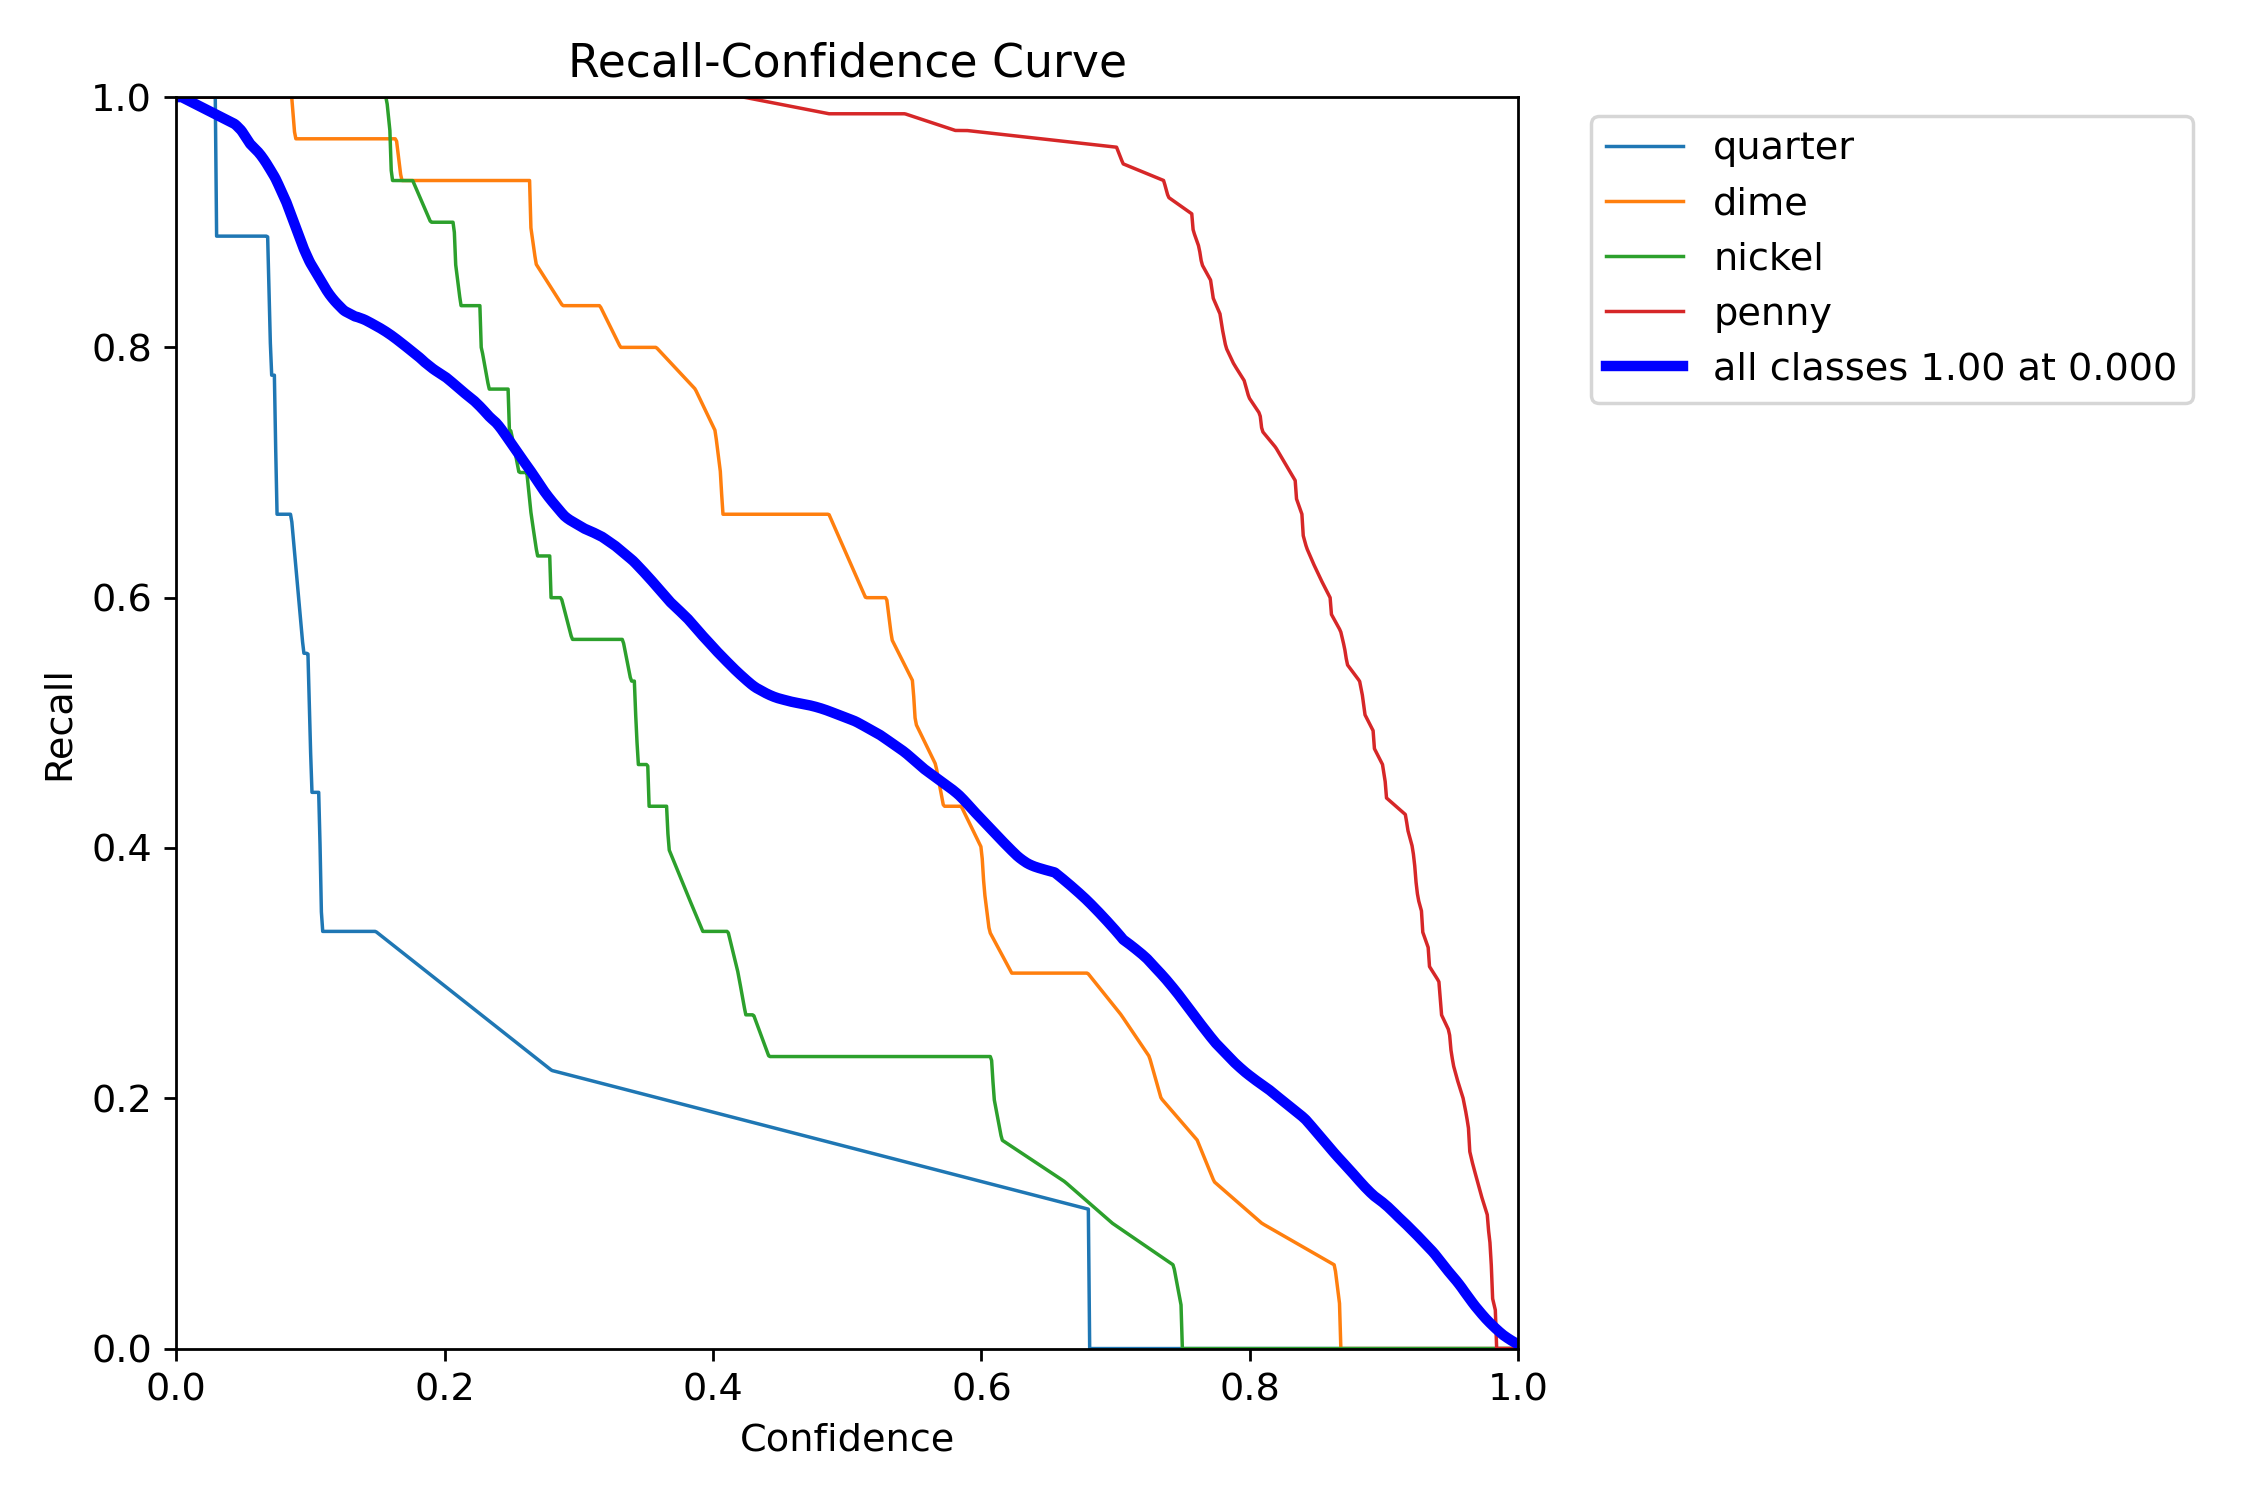 Recall-Confidence Curve
1.0
0.8
0.6
0.4
0.2
0.0
Recall
0.0 0.2 0.4 0.6 0.8 1.0
Confidence
quarter
dime
nickel
penny
all classes 1.00 at 0.000